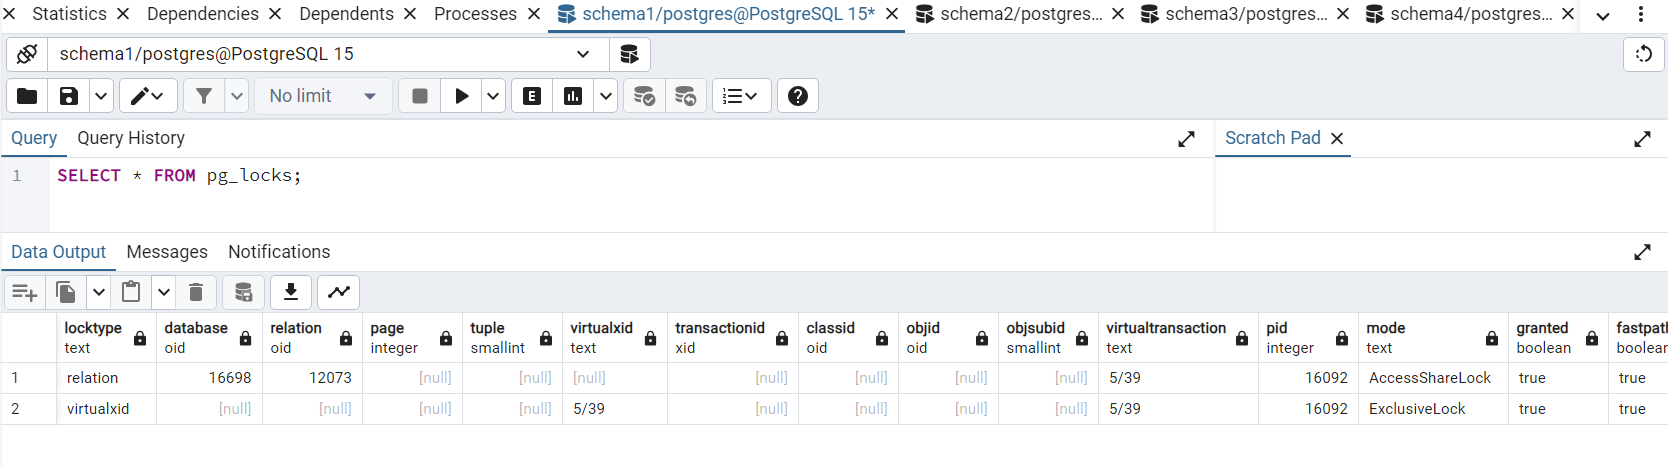 Statistics Dependencies Dependents Processes schema1/postgres@PostgreSQL 15* schema2/postgres... schema3/postgres... schema4/postgres...
schema1/postgres@PostgreSQL 15
No limit
E
Query Query History Scratch Pad
1 SELECT * FROM pg_locks;
Data Output Messages Notifications
locktype database relation page tuple virtualxid transactionid classid objid objsubid virtualtransaction pid mode granted fastpath
text oid oid integer smallint text xid oid oid smallint text integer text boolean boolean
1 relation 16698 12073 [null] [null] [null] [null] [null] [null] [null] 5/39 16092 AccessShareLock true true
2 virtualxid [null] [null] [null] [null] 5/39 [null] [null] [null] [null] 5/39 16092 ExclusiveLock true true